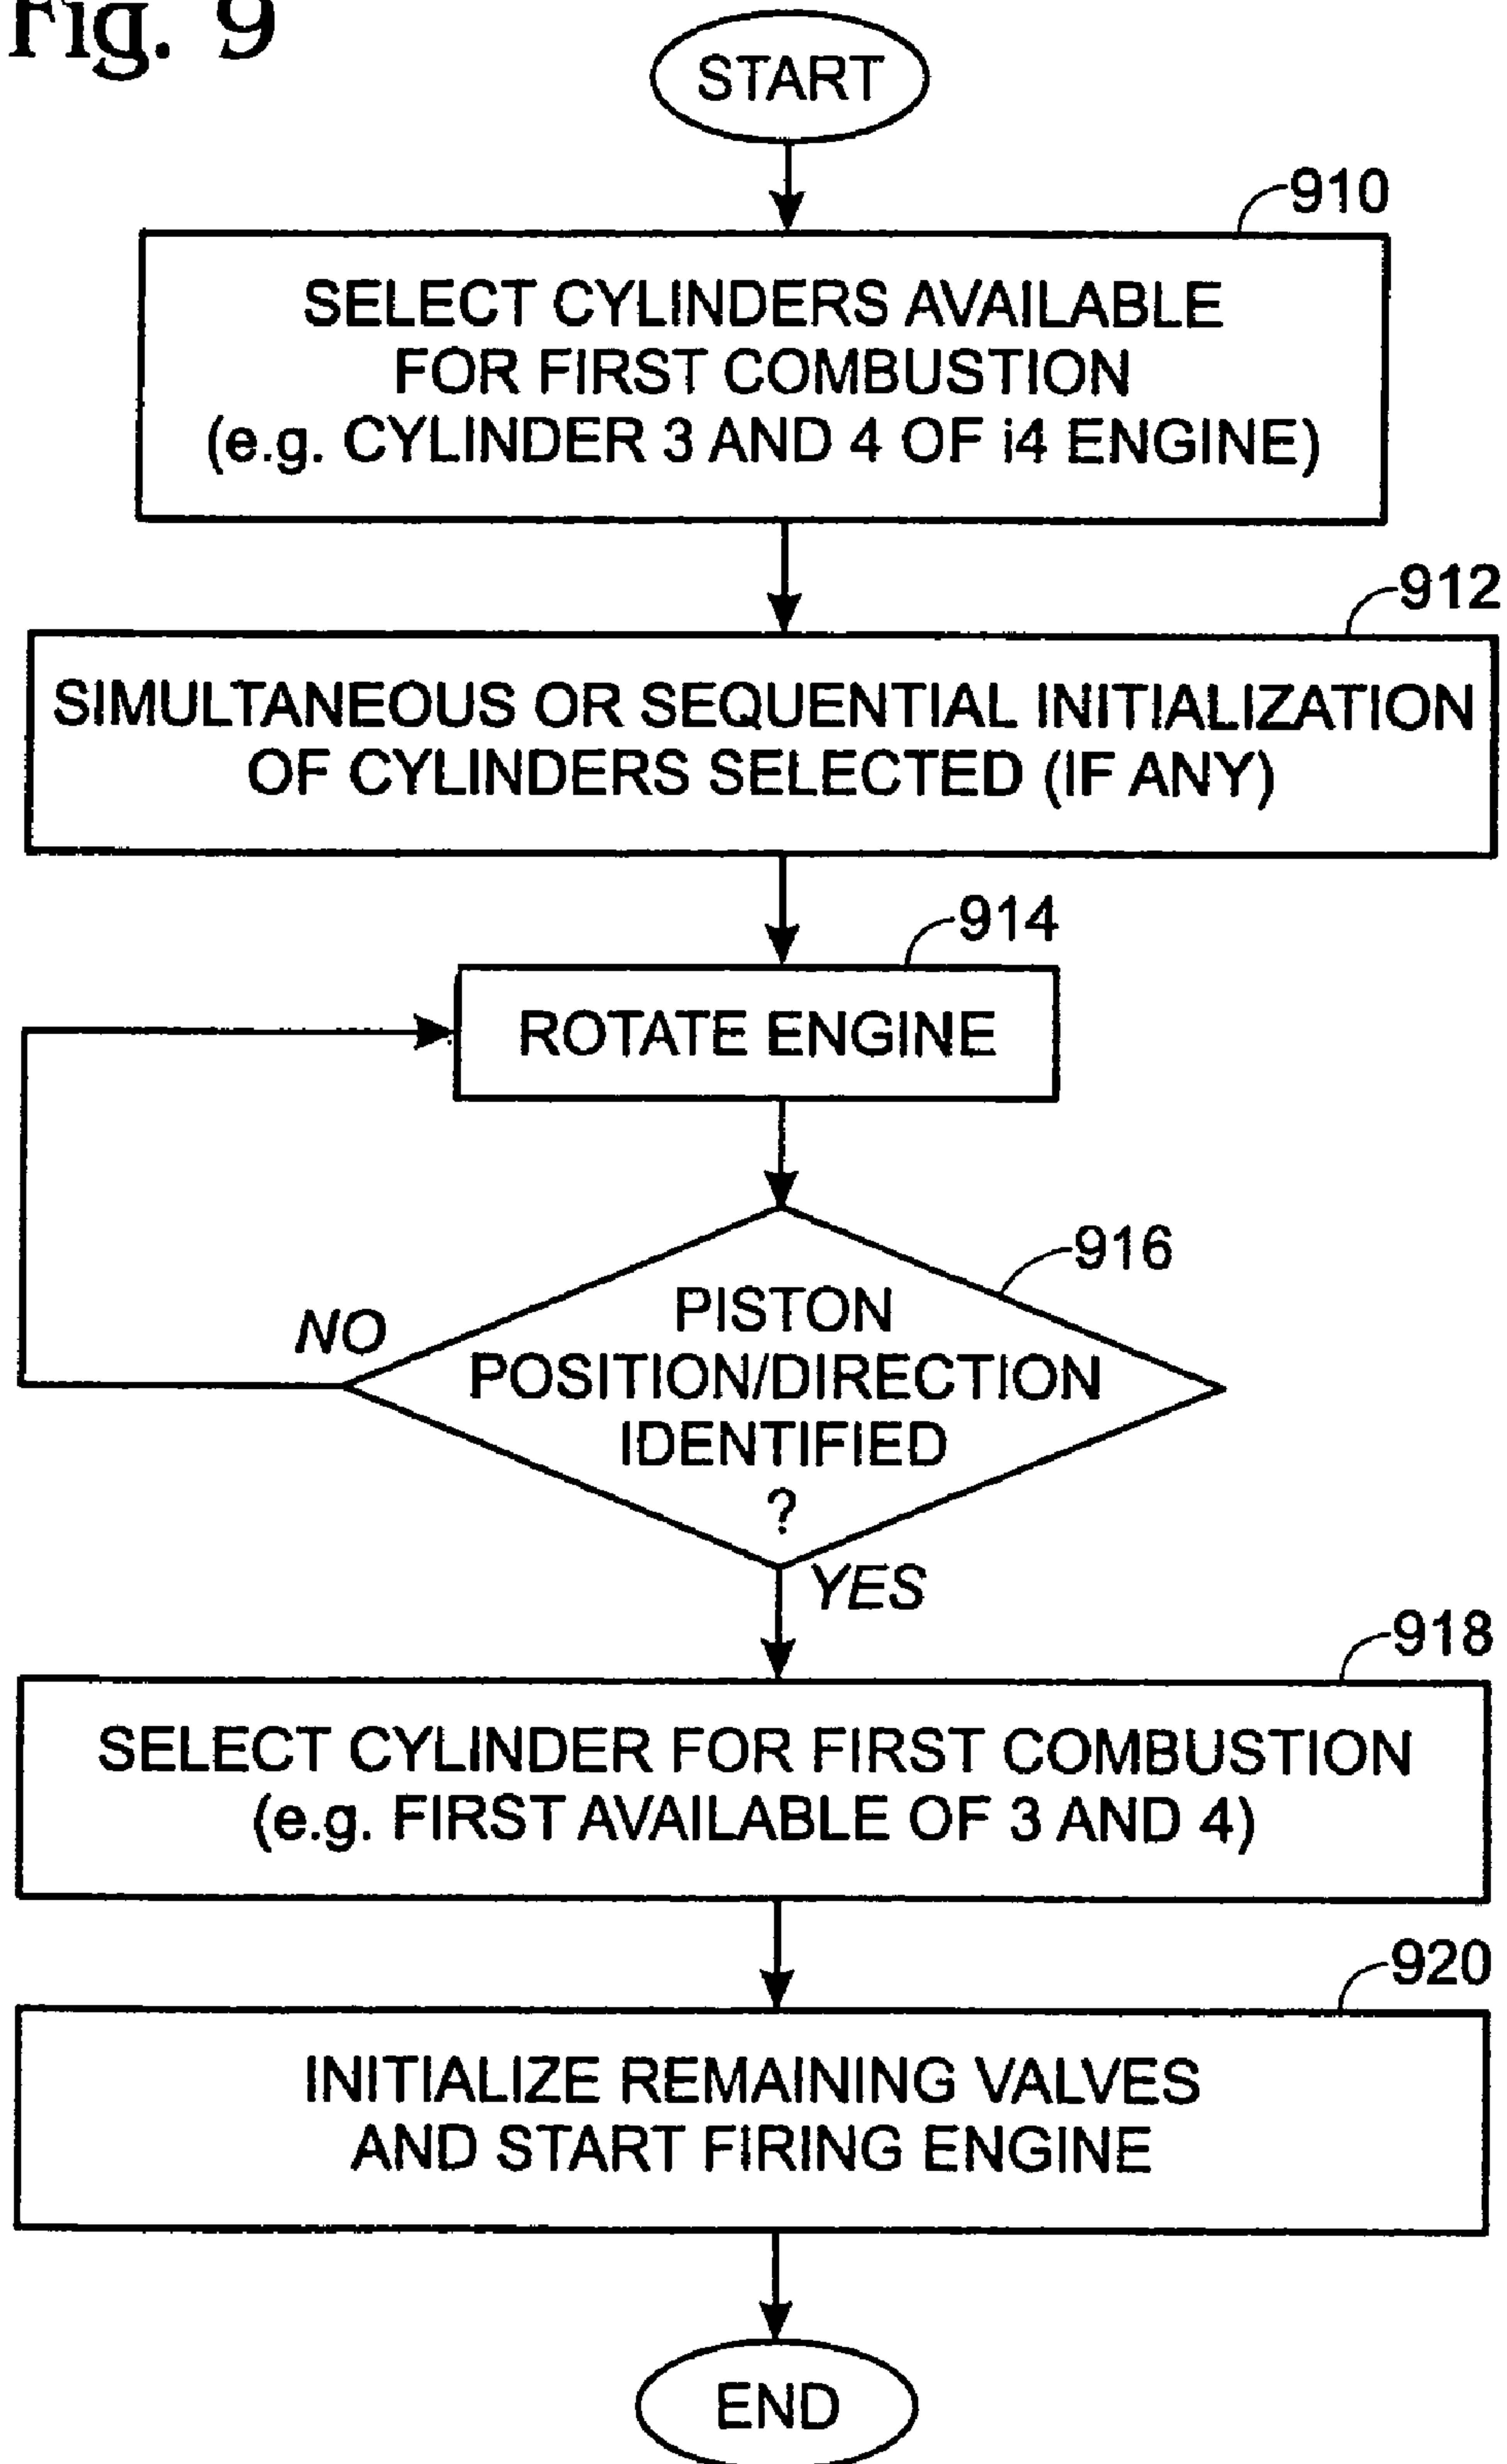 Fig. 9
START
910
SELECT CYLINDERS AVAILABLE
FOR FIRST COMBUSTION
(e.g. CYLINDER 3 AND 4 OF i4 ENGINE)
912
SIMULTANEOUS OR SEQUENTIAL INITIALIZATION
OF CYLINDERS SELECTED (IF ANY)
914
ROTATE ENGINE
916
PISTON
POSITION/DIRECTION
IDENTIFIED
?
NO
YES
918
SELECT CYLINDER FOR FIRST COMBUSTION
(e.g. FIRST AVAILABLE OF 3 AND 4)
920
INITIALIZE REMAINING VALVES
AND START FIRING ENGINE
END